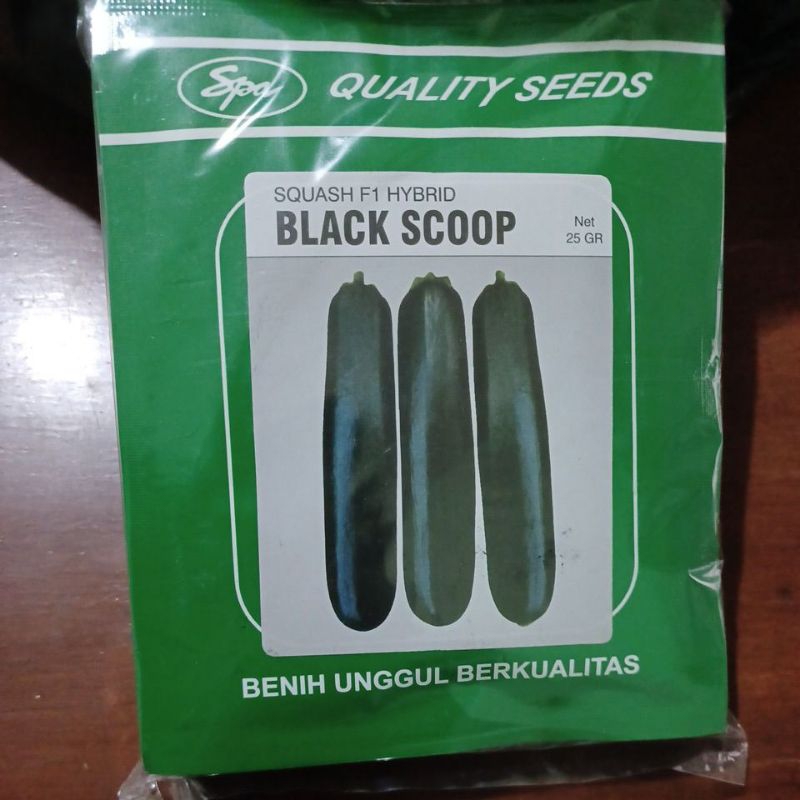 Spa QUALITY SEEDS
SQUASH F1 HYBRID
BLACK SCOOP
Net
25 GR
BENIH UNGGUL BERKUALITAS